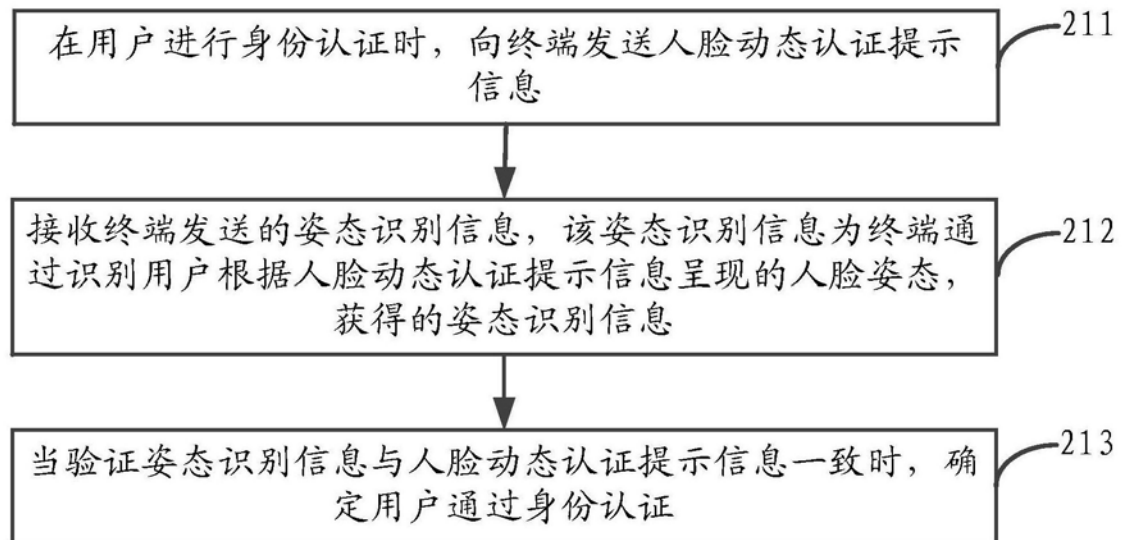 在用户进行身份认证时，向终端发送人脸动态认证提示
信息
211
接收终端发送的姿态识别信息，该姿态识别信息为终端通
过识别用户根据人脸动态认证提示信息呈现的人脸姿态，
获得的姿态识别信息
212
当验证姿态识别信息与人脸动态认证提示信息一致时，确
定用户通过身份认证
213